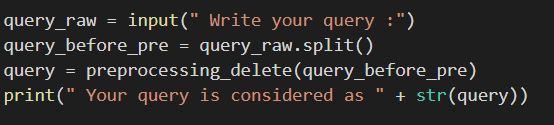 query_raw = input(" Write your query :")
query_before_pre = query_raw.split()
query = preprocessing_delete(query_before_pre)
print(" Your query is considered as " + str(query))